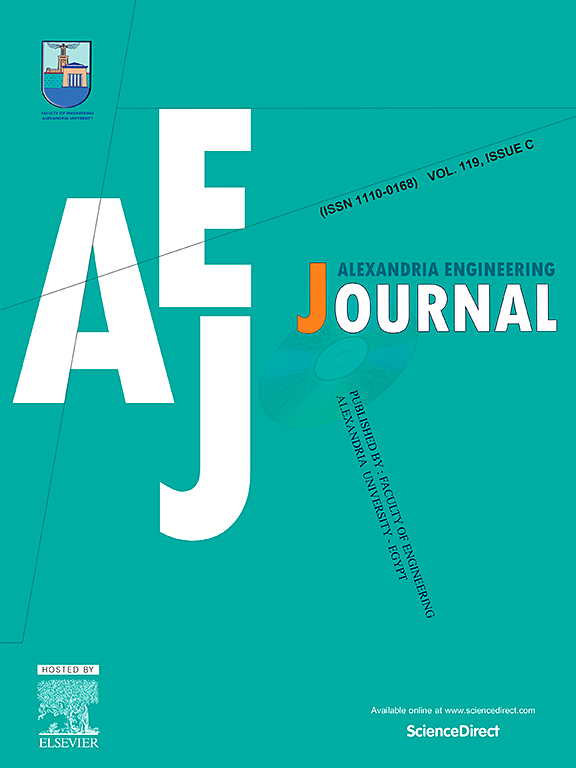 FACULTY OF ENGINEERING
ALEXANDRIA UNIVERSITY
AEJ
(ISSN 1110-0168) VOL. 119, ISSUE C
ALEXANDRIA ENGINEERING
JOURNAL
PUBLISHED BY : FACULTY OF ENGINEERING
ALEXANDRIA UNIVERSITY - EGYPT
HOSTED BY
ELSEVIER
Available online at www.sciencedirect.com
ScienceDirect